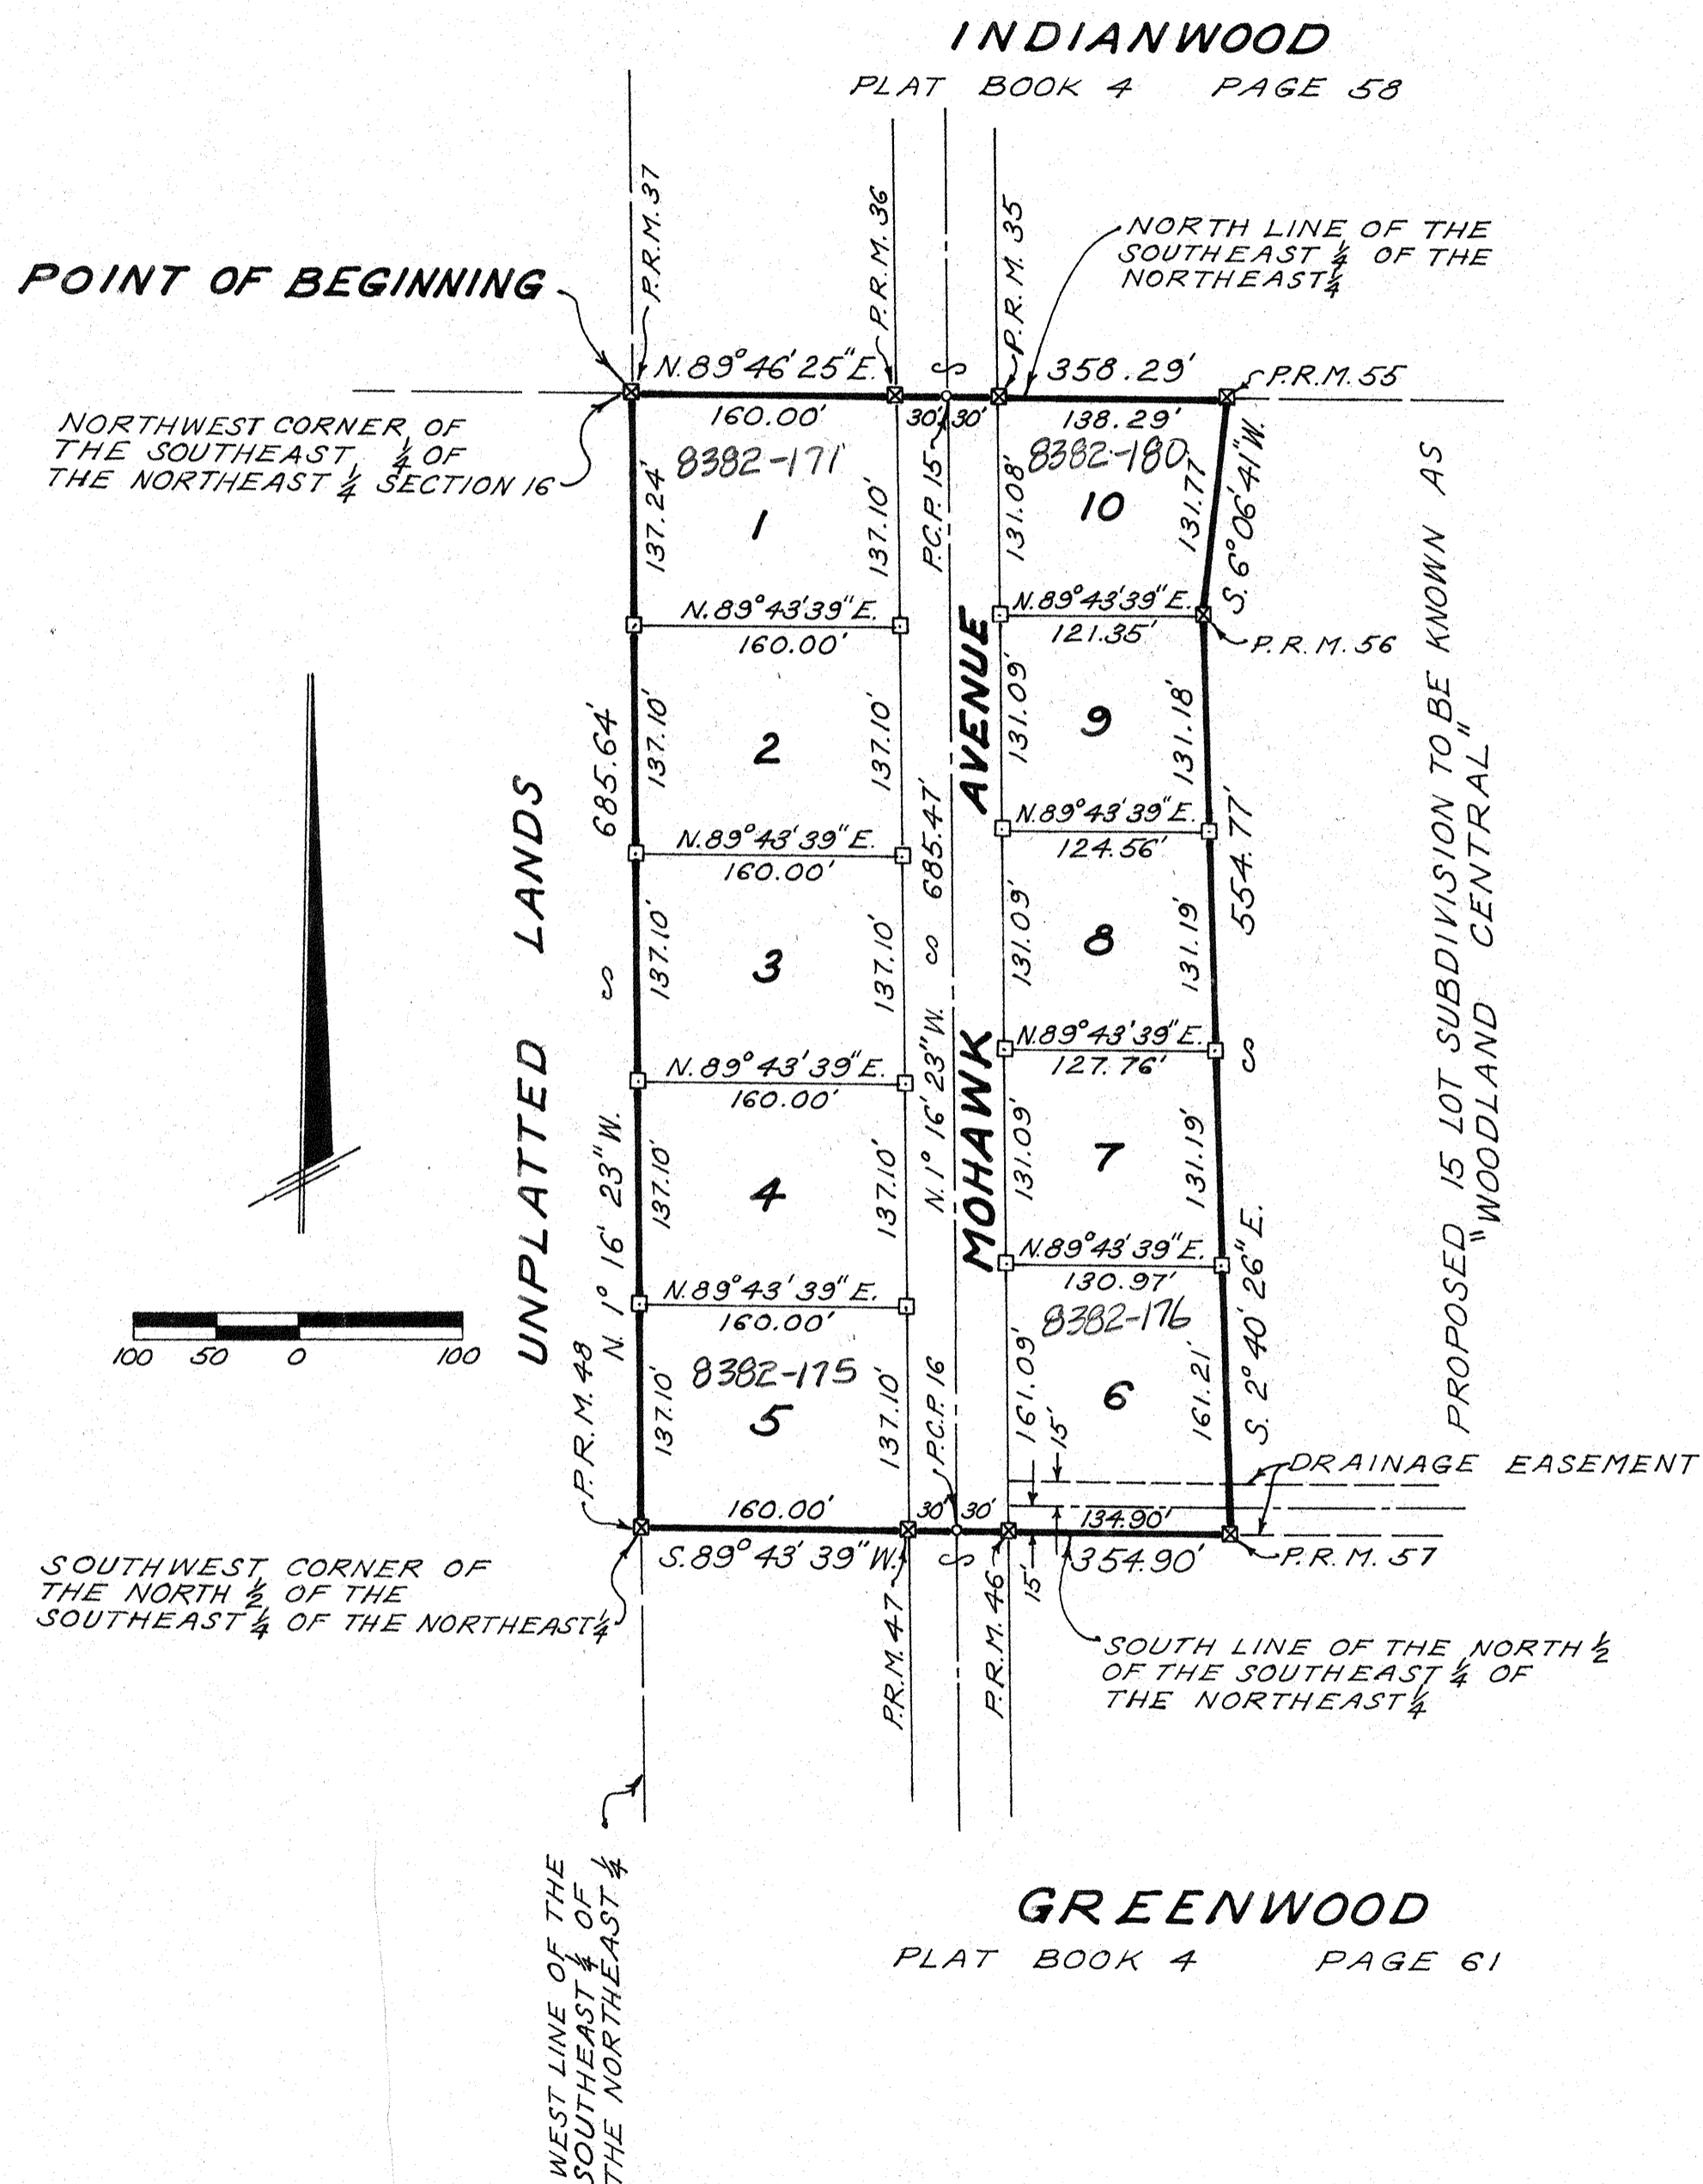 INDIANWOOD
PLAT BOOK 4 PAGE 58
P.R.M. 37
P.R.M. 36
P.R.M. 35
NORTH LINE OF THE
SOUTHEAST 1/4 OF THE
NORTHEAST 1/4
POINT OF BEGINNING
N. 89° 46' 25" E.
S
358.29'
P.R.M. 55
NORTHWEST CORNER OF
THE SOUTHEAST 1/4 OF
THE NORTHEAST 1/4 SECTION 16
160.00'
30'
30'
138.29'
8382-171
8382-180
137.24'
1
137.10'
P.C.P. 15
131.08'
10
131.77'
S. 6° 06' 41" W.
N. 89° 43' 39" E.
160.00'
N. 89° 43' 39" E.
121.35'
P.R.M. 56
137.10'
2
137.10'
131.09'
9
131.18'
N. 89° 43' 39" E.
160.00'
N. 89° 43' 39" E.
124.56'
137.10'
3
137.10'
131.09'
8
131.19'
N. 89° 43' 39" E.
160.00'
N. 89° 43' 39" E.
127.76'
137.10'
4
137.10'
131.09'
7
131.19'
N. 89° 43' 39" E.
160.00'
N. 89° 43' 39" E.
130.97'
8382-175
8382-176
137.10'
5
137.10'
P.C.P. 16
161.09'
15'
6
161.21'
UNPLATTED LANDS
N. 1° 16' 23" W. S 685.64'
N. 1° 16' 23" W. S 685.47'
MOHAWK AVENUE
S. 2° 40' 26" E. S 554.77'
PROPOSED 15 LOT SUBDIVISION TO BE KNOWN AS
"WOODLAND CENTRAL"
100 50 0 100
P.R.M. 48
DRAINAGE EASEMENT
160.00'
30'
30'
134.90'
S. 89° 43' 39" W.
S
354.90'
P.R.M. 57
SOUTHWEST CORNER OF
THE NORTH 1/2 OF THE
SOUTHEAST 1/4 OF THE NORTHEAST 1/4
P.R.M. 47
P.R.M. 46
15'
SOUTH LINE OF THE NORTH 1/2
OF THE SOUTHEAST 1/4 OF
THE NORTHEAST 1/4
WEST LINE OF THE
SOUTHEAST 1/4 OF
THE NORTHEAST 1/4
GREENWOOD
PLAT BOOK 4 PAGE 61